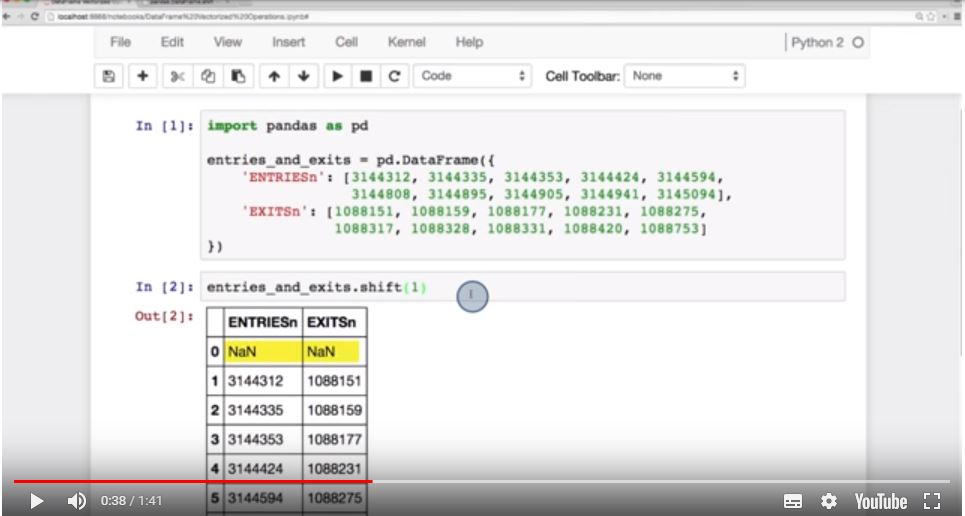 localhost:8888/notebooks/DataFrame%20Vectorized%20Operations.ipynb#
File Edit View Insert Cell Kernel Help Python 2
Code Cell Toolbar: None
In [1]: import pandas as pd
entries_and_exits = pd.DataFrame({
'ENTRIESn': [3144312, 3144335, 3144353, 3144424, 3144594,
3144808, 3144895, 3144905, 3144941, 3145094],
'EXITSn': [1088151, 1088159, 1088177, 1088231, 1088275,
1088317, 1088328, 1088331, 1088420, 1088753]
})
In [2]: entries_and_exits.shift(1)
Out[2]:
ENTRIESn EXITSn
0 NaN NaN
1 3144312 1088151
2 3144335 1088159
3 3144353 1088177
4 3144424 1088231
5 3144594 1088275
0:38 / 1:41 YouTube